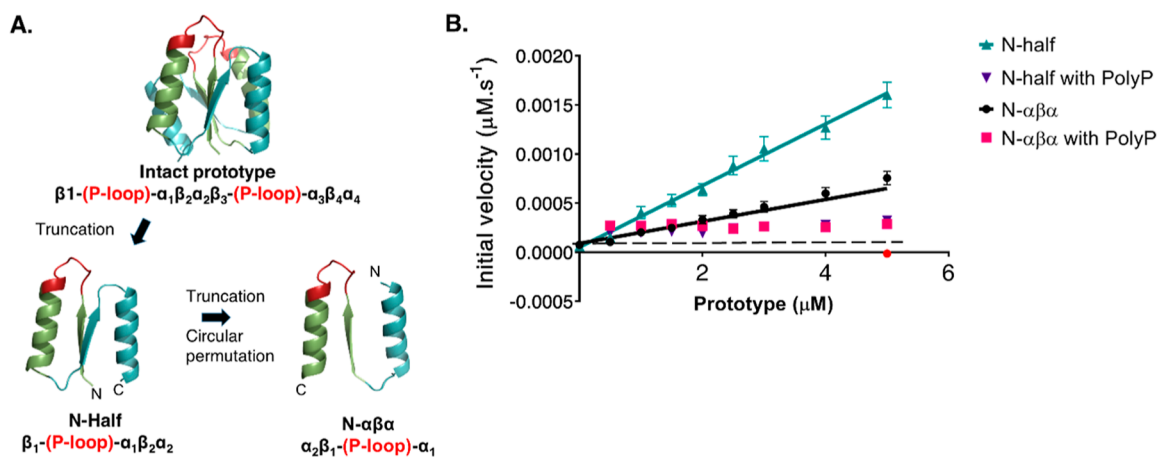 A.
Intact prototype
β1-(P-loop)-α₁β₂α₂β₃-(P-loop)-α₃β₄α₄
Truncation
N
C
N-Half
β₁-(P-loop)-α₁β₂α₂
Truncation
Circular
permutation
N
C
N-αβα
α₂β₁-(P-loop)-α₁
B.
Initial velocity (μM.s⁻¹)
0.0020
0.0015
0.0010
0.0005
0.0000
-0.0005
2
4
6
Prototype (μM)
N-half
N-half with PolyP
N-αβα
N-αβα with PolyP